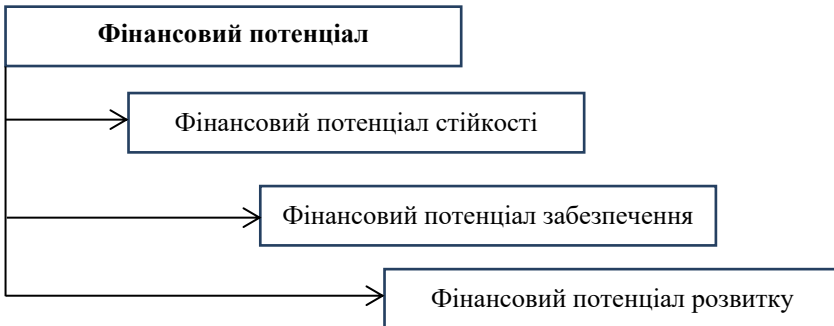 Фінансовий потенціал
Фінансовий потенціал стійкості
Фінансовий потенціал забезпечення
Фінансовий потенціал розвитку